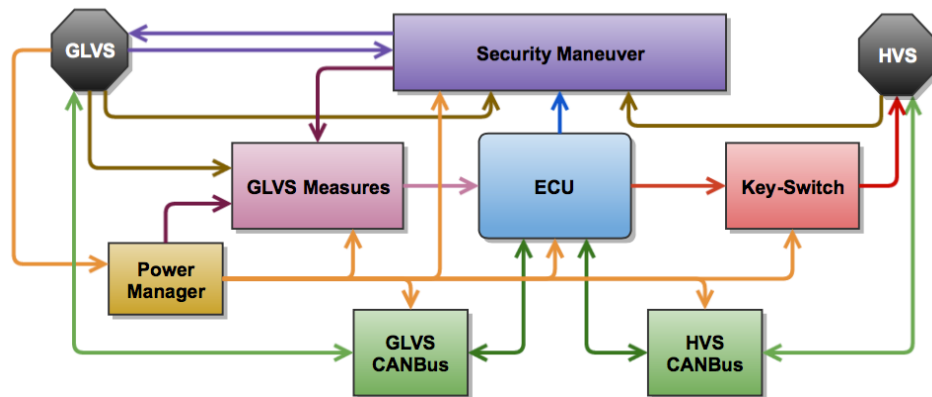 GLVS
Security Maneuver
HVS
GLVS Measures
ECU
Key-Switch
Power
Manager
GLVS
CANBus
HVS
CANBus